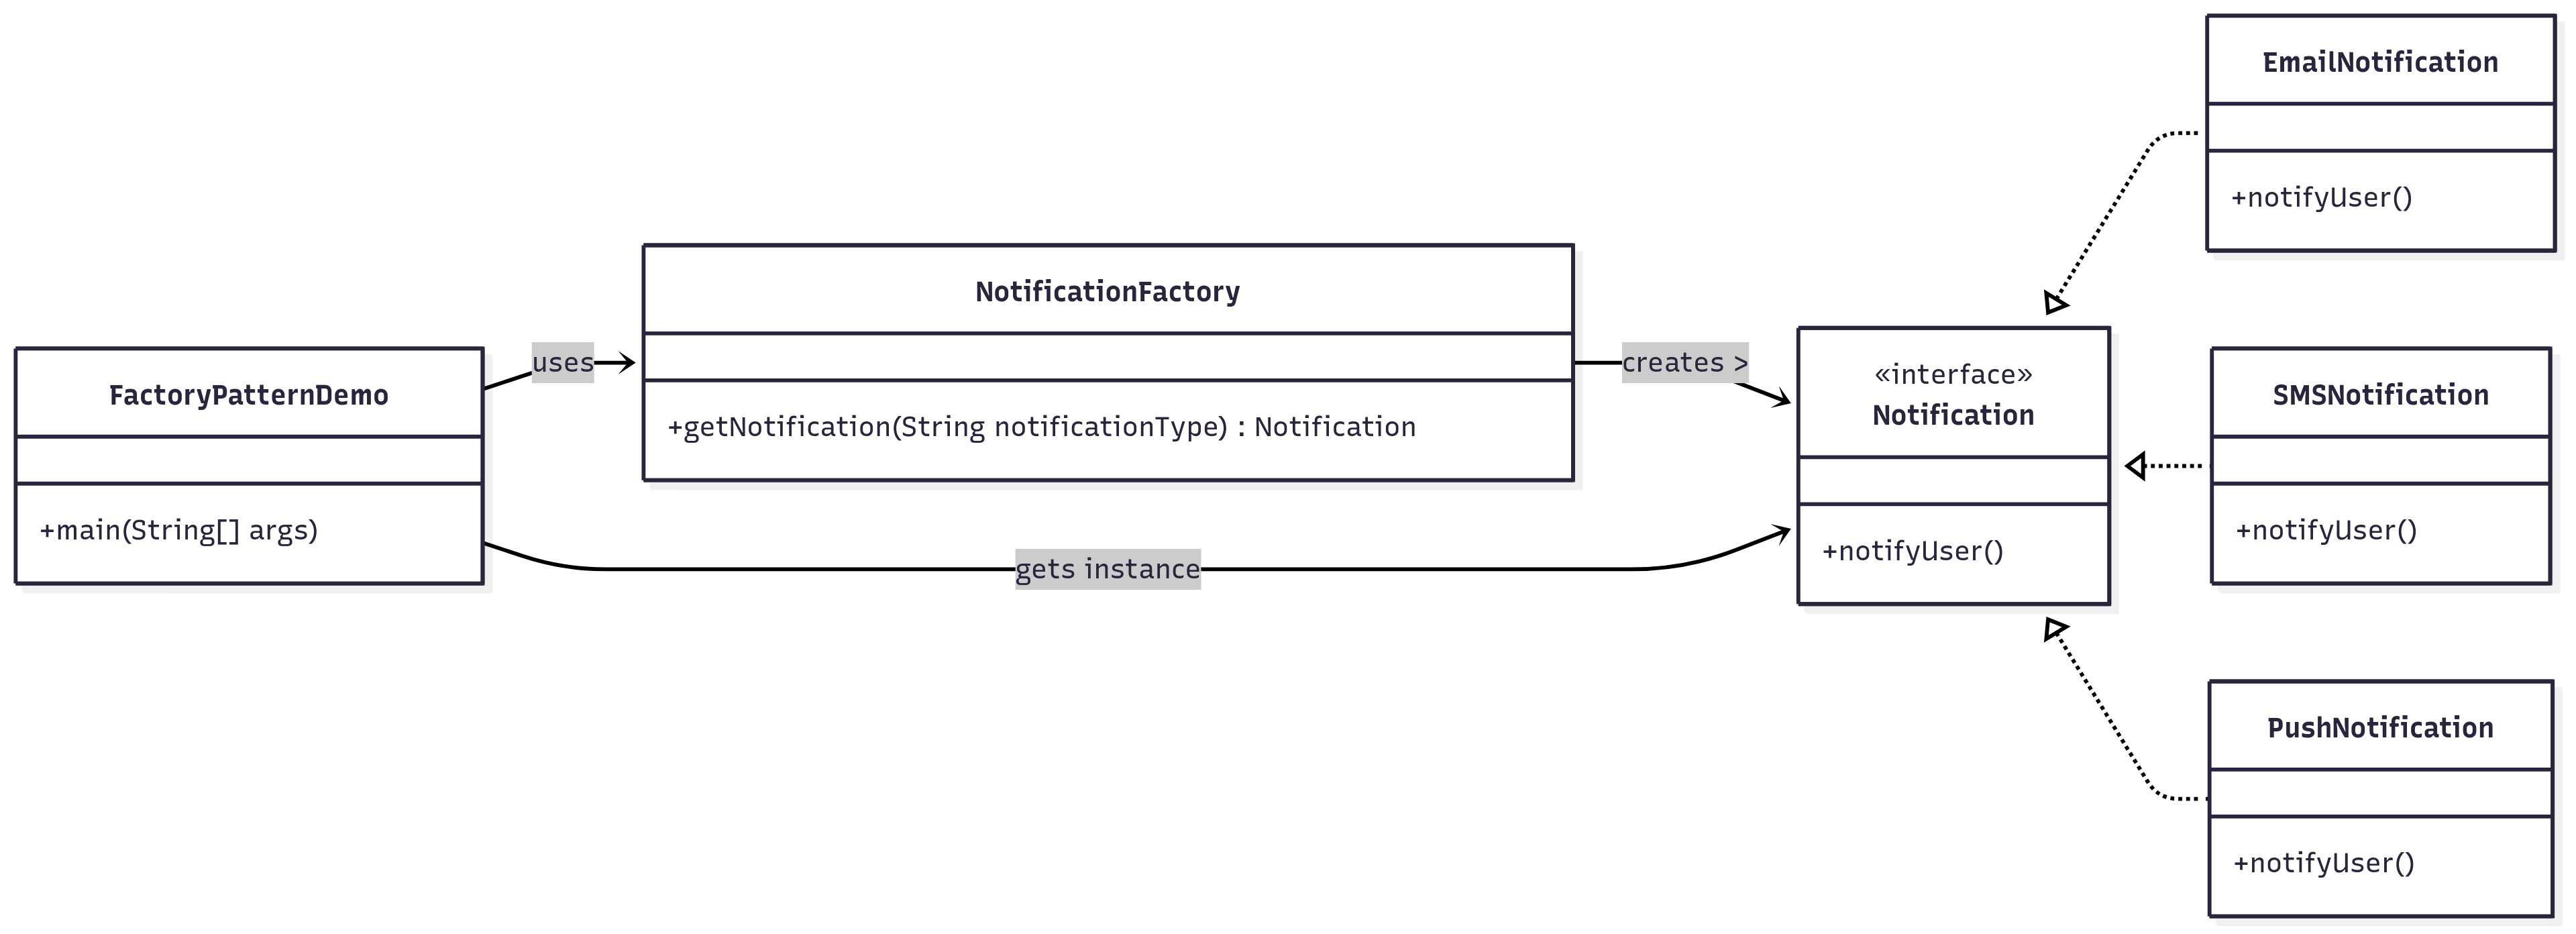 FactoryPatternDemo
+main(String[] args)
uses
NotificationFactory
+getNotification(String notificationType) : Notification
creates >
gets instance
«interface»
Notification
+notifyUser()
EmailNotification
+notifyUser()
SMSNotification
+notifyUser()
PushNotification
+notifyUser()